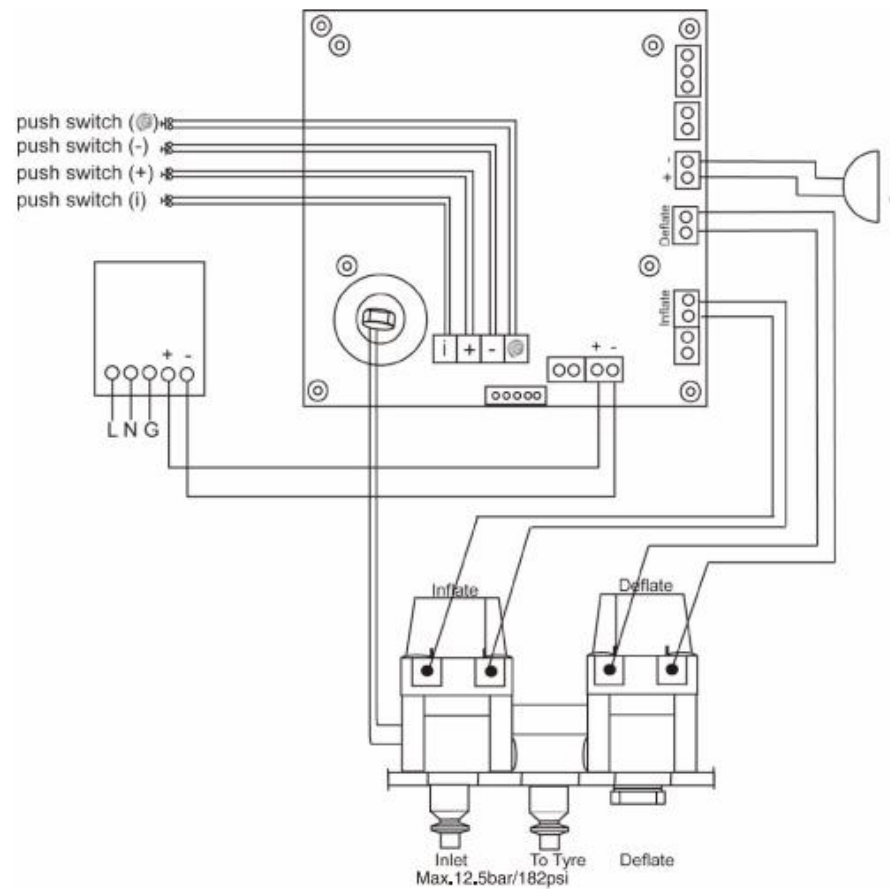 push switch (@)
push switch (-)
push switch (+)
push switch (i)
- +
Deflate
Inflate
i + - @
+ -
+ -
L N G
Inflate
Deflate
Inlet
To Tyre
Deflate
Max.12.5bar/182psi